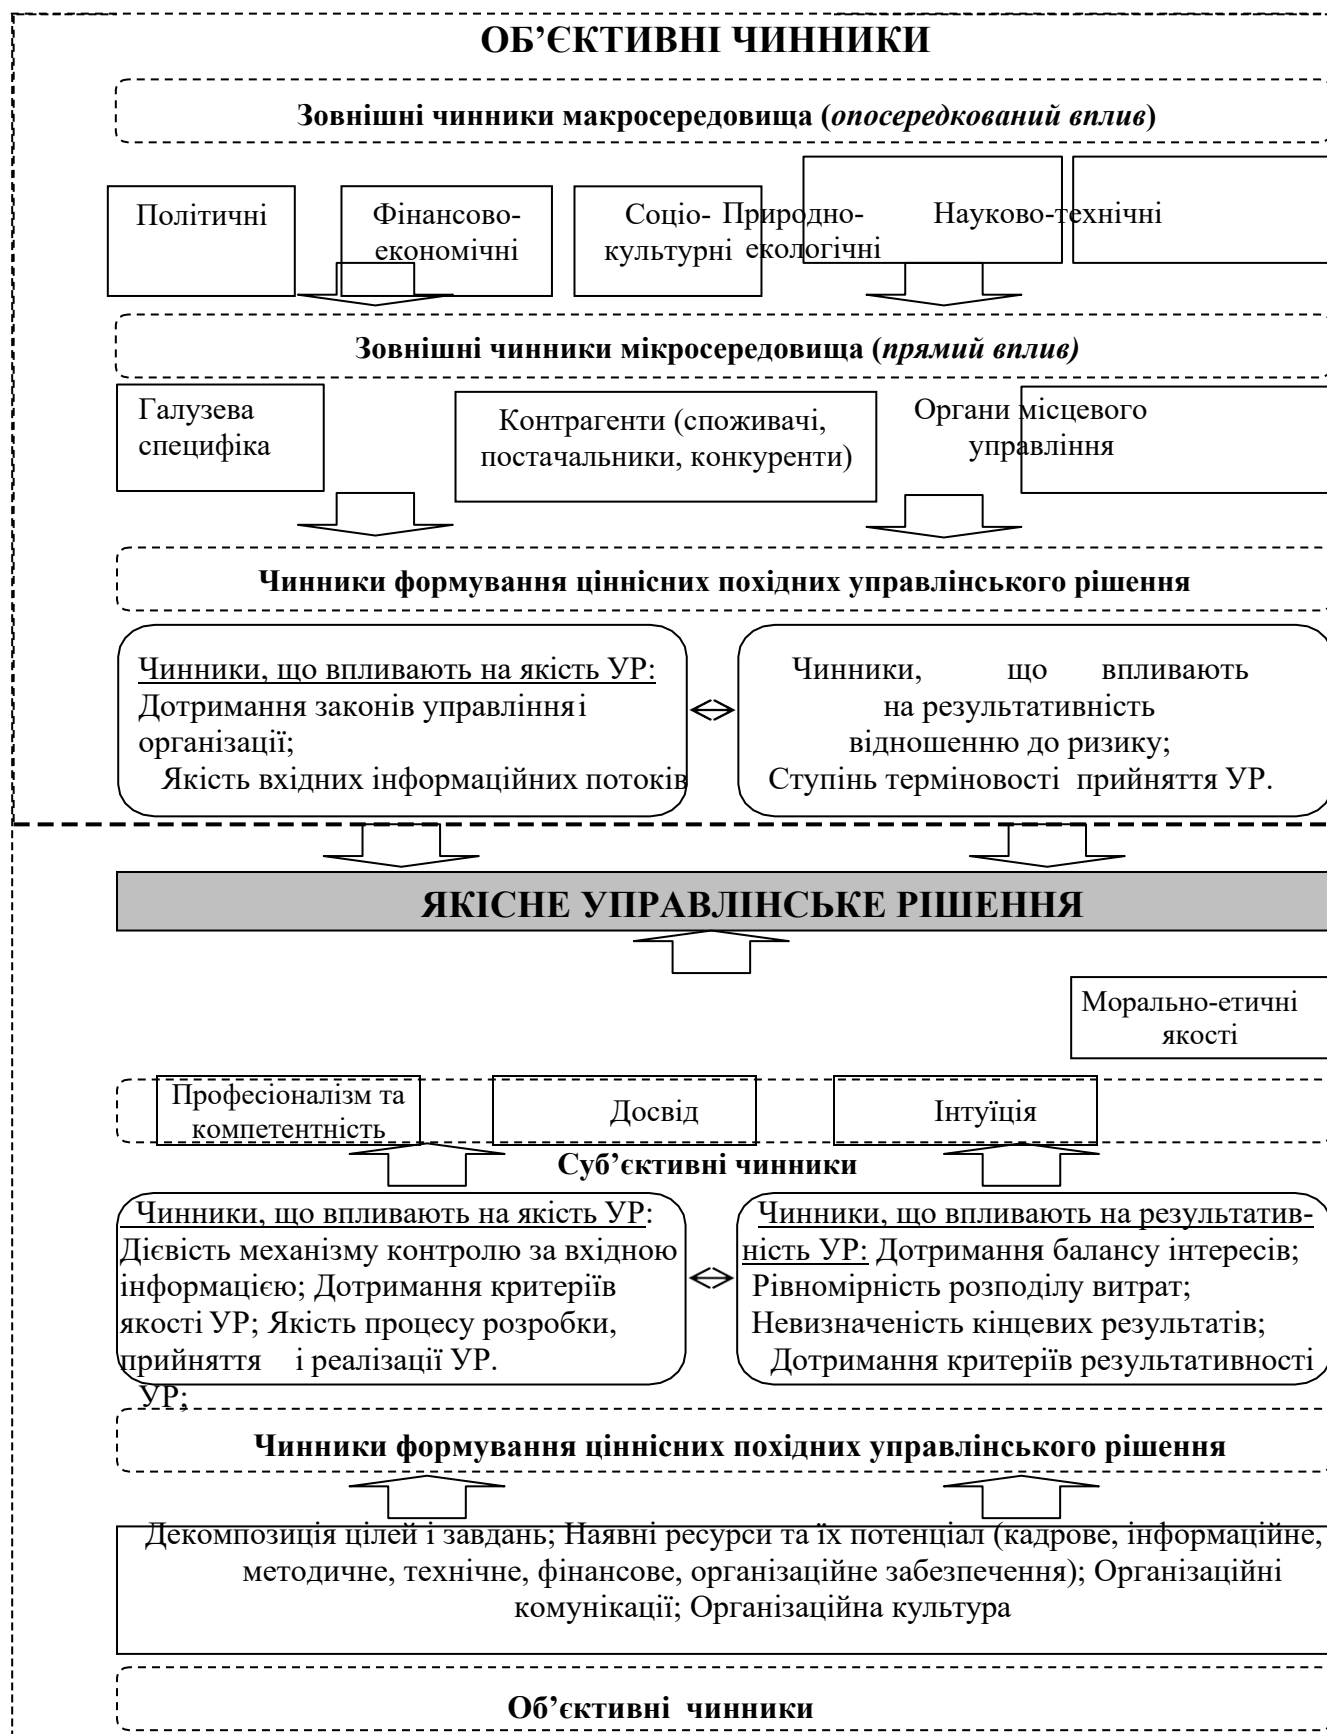 ОБ’ЄКТИВНІ ЧИННИКИ
Зовнішні чинники макросередовища (опосередкований вплив)
Політичні
Фінансово-
економічні
Соціо-
культурні
Природно-
екологічні
Науково-технічні
Зовнішні чинники мікросередовища (прямий вплив)
Галузева
специфіка
Контрагенти (споживачі,
постачальники, конкуренти)
Органи місцевого
управління
Чинники формування ціннісних похідних управлінського рішення
Чинники, що впливають на якість УР:
Дотримання законів управління і
організації;
Якість вхідних інформаційних потоків
Чинники, що впливають
на результативність
відношенню до ризику;
Ступінь терміновості прийняття УР.
ЯКІСНЕ УПРАВЛІНСЬКЕ РІШЕННЯ
Морально-етичні
якості
Професіоналізм та
компетентність
Досвід
Інтуїція
Суб’єктивні чинники
Чинники, що впливають на якість УР:
Дієвість механізму контролю за вхідною
інформацією; Дотримання критеріїв
якості УР; Якість процесу розробки,
прийняття і реалізації УР.
УР;
Чинники, що впливають на результатив-
ність УР: Дотримання балансу інтересів;
Рівномірність розподілу витрат;
Невизначеність кінцевих результатів;
Дотримання критеріїв результативності
Чинники формування ціннісних похідних управлінського рішення
Декомпозиція цілей і завдань; Наявні ресурси та їх потенціал (кадрове, інформаційне,
методичне, технічне, фінансове, організаційне забезпечення); Організаційні
комунікації; Організаційна культура
Об’єктивні чинники